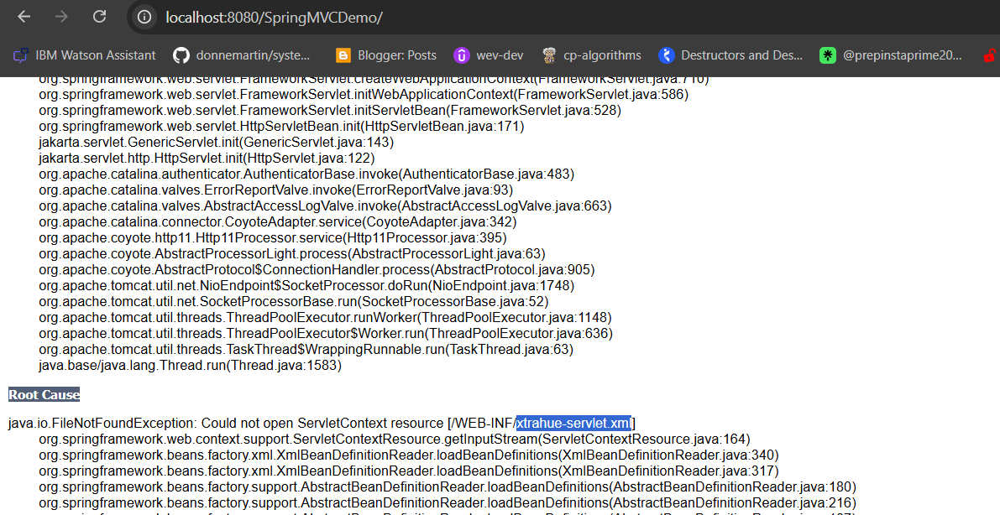 localhost:8080/SpringMVCDemo/
IBM Watson Assistant
donnemartin/syste...
Blogger: Posts
wev-dev
cp-algorithms
Destructors and Des...
@prepinstaprime20...
org.springframework.web.servlet.FrameworkServlet.createWebApplicationContext(FrameworkServlet.java:710)
org.springframework.web.servlet.FrameworkServlet.initWebApplicationContext(FrameworkServlet.java:586)
org.springframework.web.servlet.FrameworkServlet.initServletBean(FrameworkServlet.java:528)
org.springframework.web.servlet.HttpServletBean.init(HttpServletBean.java:171)
jakarta.servlet.GenericServlet.init(GenericServlet.java:143)
jakarta.servlet.http.HttpServlet.init(HttpServlet.java:122)
org.apache.catalina.authenticator.AuthenticatorBase.invoke(AuthenticatorBase.java:483)
org.apache.catalina.valves.ErrorReportValve.invoke(ErrorReportValve.java:93)
org.apache.catalina.valves.AbstractAccessLogValve.invoke(AbstractAccessLogValve.java:663)
org.apache.catalina.connector.CoyoteAdapter.service(CoyoteAdapter.java:342)
org.apache.coyote.http11.Http11Processor.service(Http11Processor.java:395)
org.apache.coyote.AbstractProcessorLight.process(AbstractProcessorLight.java:63)
org.apache.coyote.AbstractProtocol$ConnectionHandler.process(AbstractProtocol.java:905)
org.apache.tomcat.util.net.NioEndpoint$SocketProcessor.doRun(NioEndpoint.java:1748)
org.apache.tomcat.util.net.SocketProcessorBase.run(SocketProcessorBase.java:52)
org.apache.tomcat.util.threads.ThreadPoolExecutor.runWorker(ThreadPoolExecutor.java:1148)
org.apache.tomcat.util.threads.ThreadPoolExecutor$Worker.run(ThreadPoolExecutor.java:636)
org.apache.tomcat.util.threads.TaskThread$WrappingRunnable.run(TaskThread.java:63)
java.base/java.lang.Thread.run(Thread.java:1583)
Root Cause
java.io.FileNotFoundException: Could not open ServletContext resource [/WEB-INF/xtrahue-servlet.xml]
org.springframework.web.context.support.ServletContextResource.getInputStream(ServletContextResource.java:164)
org.springframework.beans.factory.xml.XmlBeanDefinitionReader.loadBeanDefinitions(XmlBeanDefinitionReader.java:340)
org.springframework.beans.factory.xml.XmlBeanDefinitionReader.loadBeanDefinitions(XmlBeanDefinitionReader.java:317)
org.springframework.beans.factory.support.AbstractBeanDefinitionReader.loadBeanDefinitions(AbstractBeanDefinitionReader.java:180)
org.springframework.beans.factory.support.AbstractBeanDefinitionReader.loadBeanDefinitions(AbstractBeanDefinitionReader.java:216)